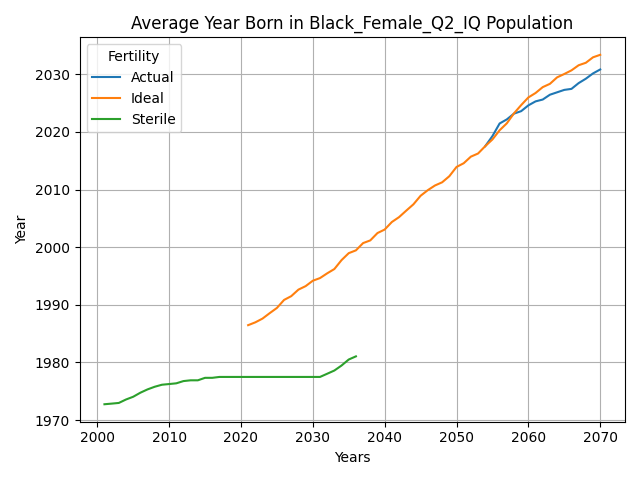 Average Year Born in Black_Female_Q2_IQ Population
Fertility
Actual
Ideal
Sterile
Year
2030
2020
2010
2000
1990
1980
1970
2000 2010 2020 2030 2040 2050 2060 2070
Years